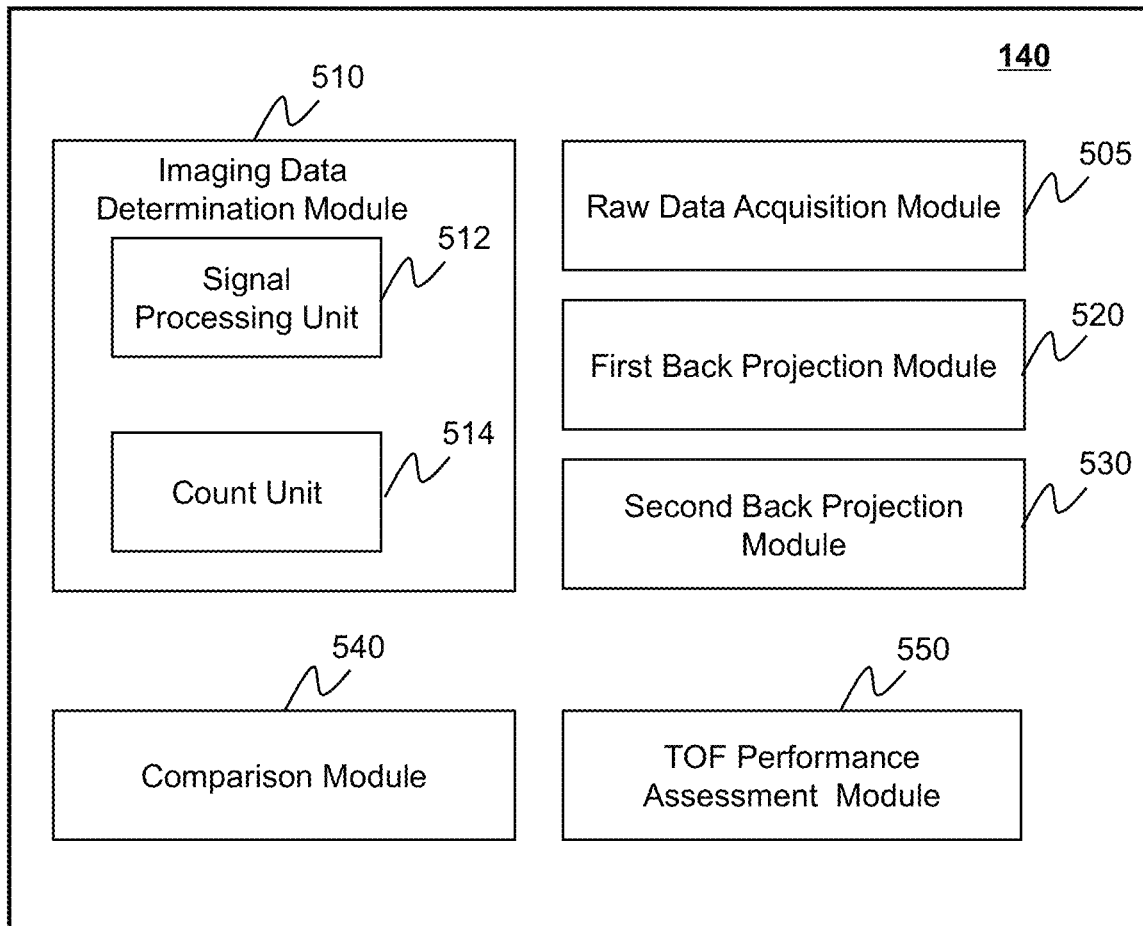 140
510
Imaging Data
Determination Module
512
Signal
Processing Unit
514
Count Unit
505
Raw Data Acquisition Module
520
First Back Projection Module
530
Second Back Projection
Module
540
Comparison Module
550
TOF Performance
Assessment Module